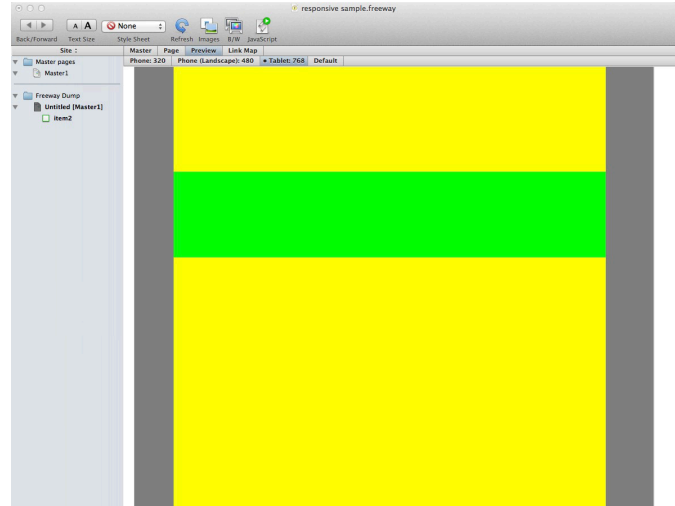 responsive sample.freeway
A A None
Back/Forward Text Size Style Sheet Refresh Images B/W JavaScript
Site : Master Page Preview Link Map
Phone: 320 Phone (Landscape): 480 • Tablet: 768 Default
Master pages
Master1
Freeway Dump
Untitled [Master1]
item2